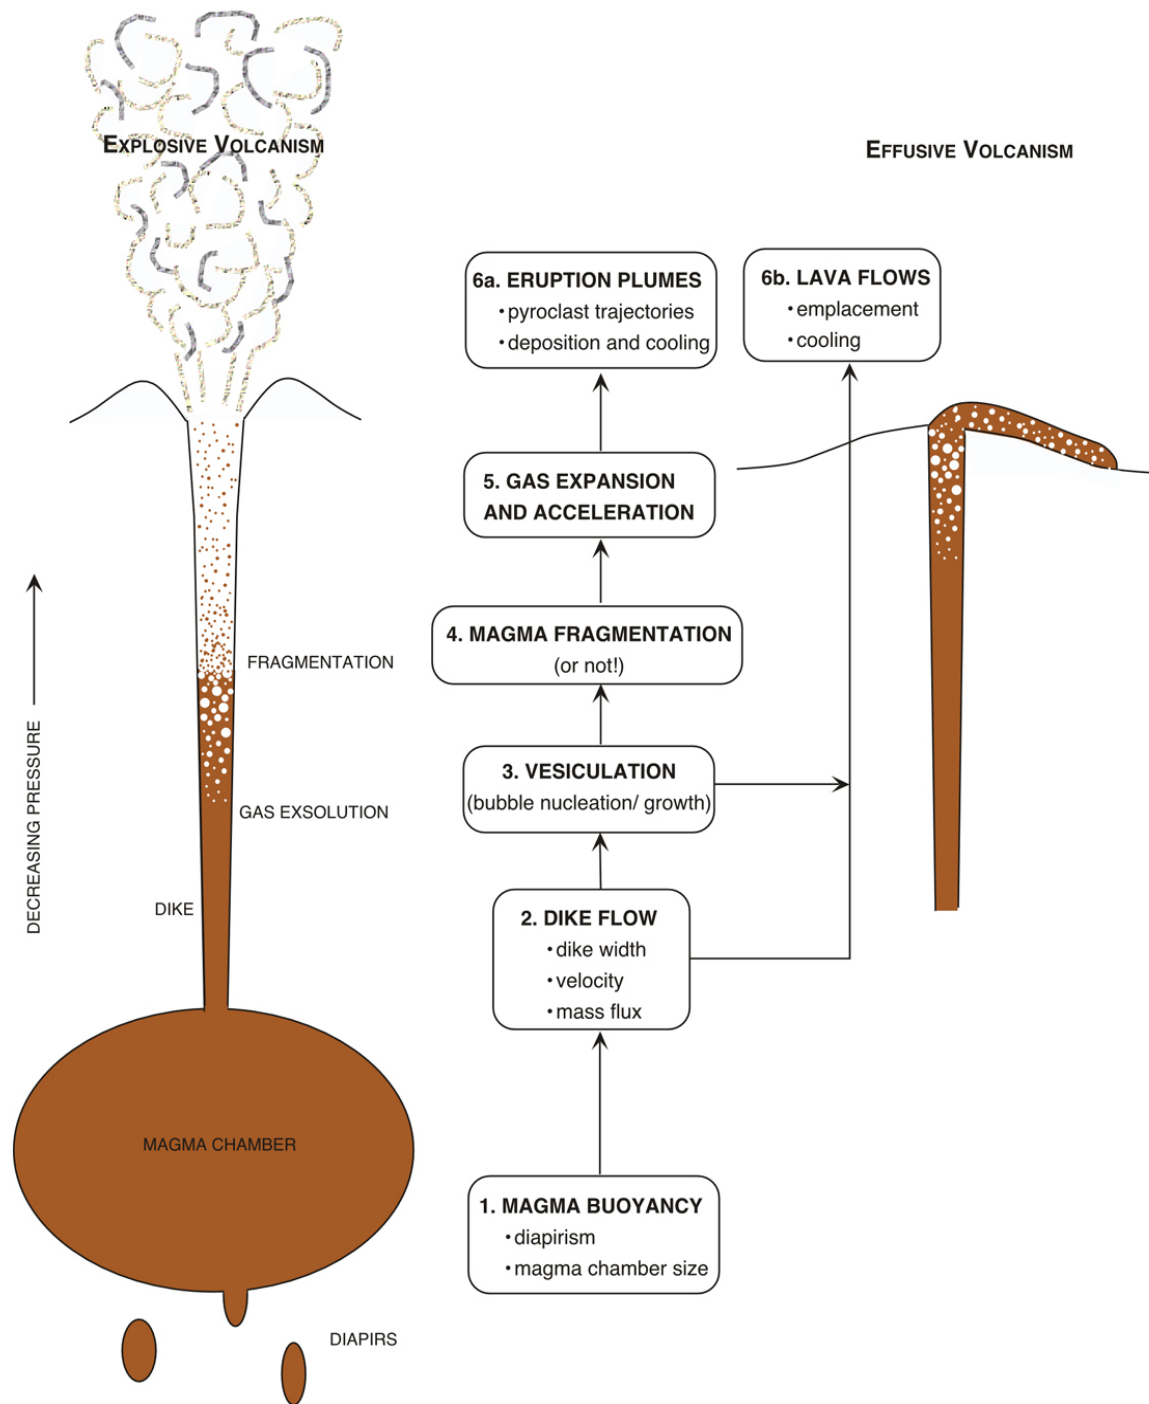 EXPLOSIVE VOLCANISM
EFFUSIVE VOLCANISM
6a. ERUPTION PLUMES
• pyroclast trajectories
• deposition and cooling
6b. LAVA FLOWS
• emplacement
• cooling
5. GAS EXPANSION
AND ACCELERATION
4. MAGMA FRAGMENTATION
(or not!)
FRAGMENTATION
3. VESICULATION
(bubble nucleation/ growth)
GAS EXSOLUTION
DECREASING PRESSURE
DIKE
2. DIKE FLOW
• dike width
• velocity
• mass flux
MAGMA CHAMBER
1. MAGMA BUOYANCY
• diapirism
• magma chamber size
DIAPIRS